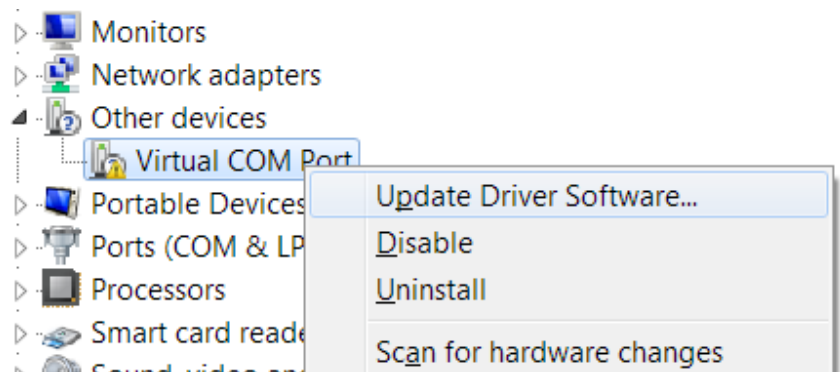 Monitors
Network adapters
Other devices
Virtual COM Port
Portable Devices
Update Driver Software...
Ports (COM & LP
Disable
Processors
Uninstall
Smart card reade
Scan for hardware changes